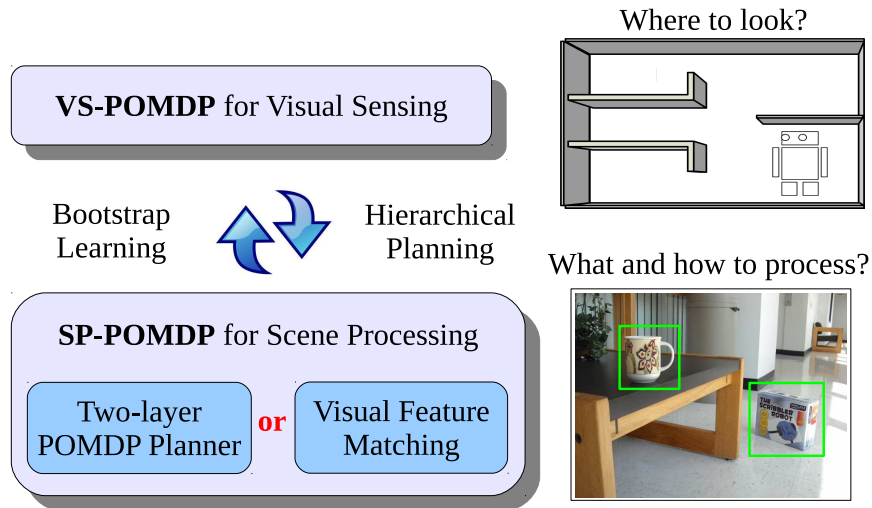 VS-POMDP for Visual Sensing
Bootstrap
Learning
Hierarchical
Planning
SP-POMDP for Scene Processing
Two-layer
POMDP Planner
or
Visual Feature
Matching
Where to look?
What and how to process?
THE
SCRIBBLER
ROBOT